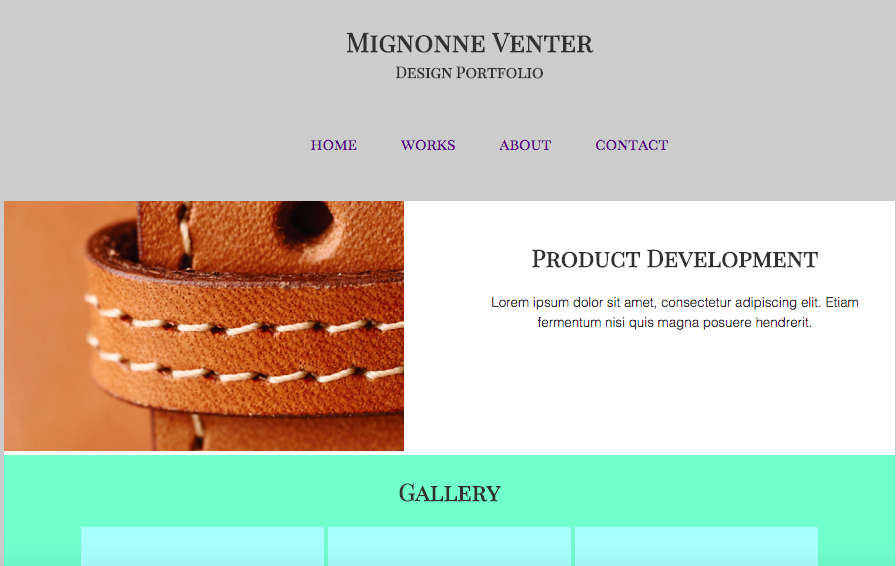 Mignonne Venter
Design Portfolio
HOME WORKS ABOUT CONTACT
Product Development
Lorem ipsum dolor sit amet, consectetur adipiscing elit. Etiam
fermentum nisi quis magna posuere hendrerit.
Gallery